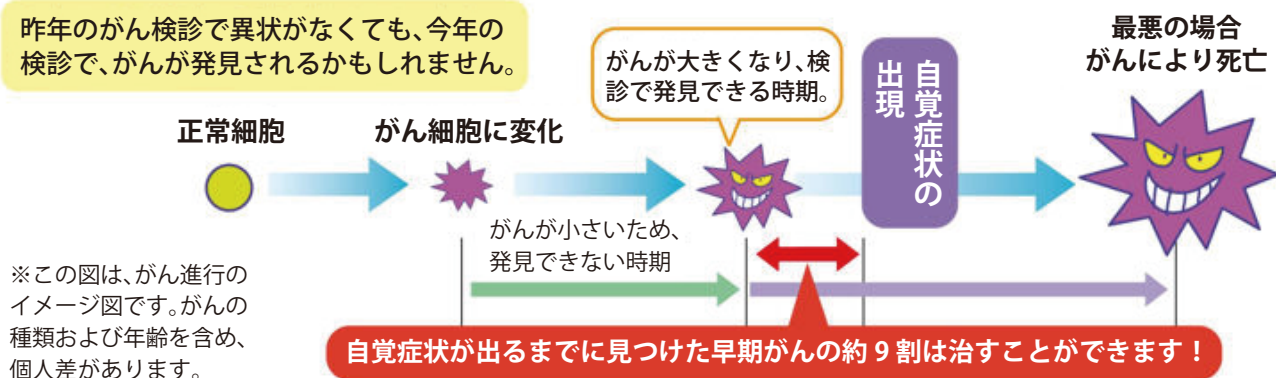 昨年のがん検診で異状がなくても、今年の
検診で、がんが発見されるかもしれません。
正常細胞
がん細胞に変化
がんが大きくなり、検
診で発見できる時期。
自覚症状の
出現
最悪の場合
がんにより死亡
がんが小さいため、
発見できない時期
※この図は、がん進行の
イメージ図です。がんの
種類および年齢を含め、
個人差があります。
自覚症状が出るまでに見つけた早期がんの約9割は治すことができます！